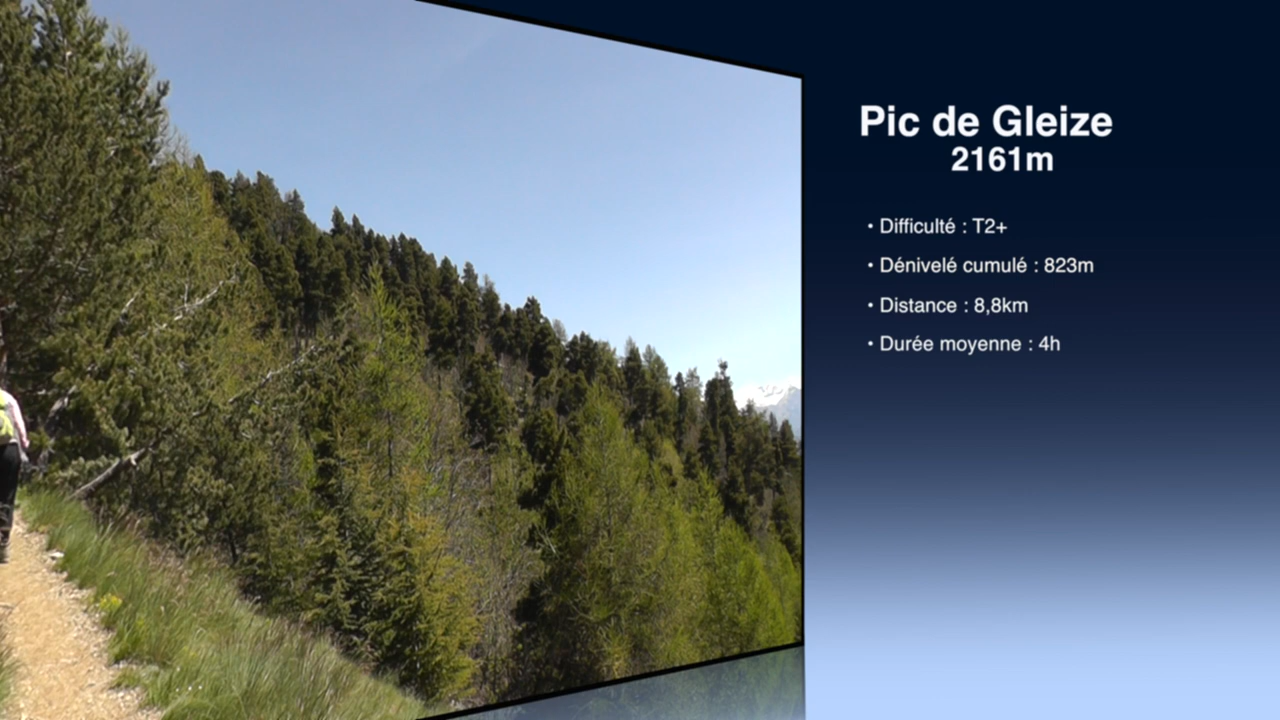 Pic de Gleize
2161m
• Difficulté : T2+
• Dénivelé cumulé : 823m
• Distance : 8,8km
• Durée moyenne : 4h